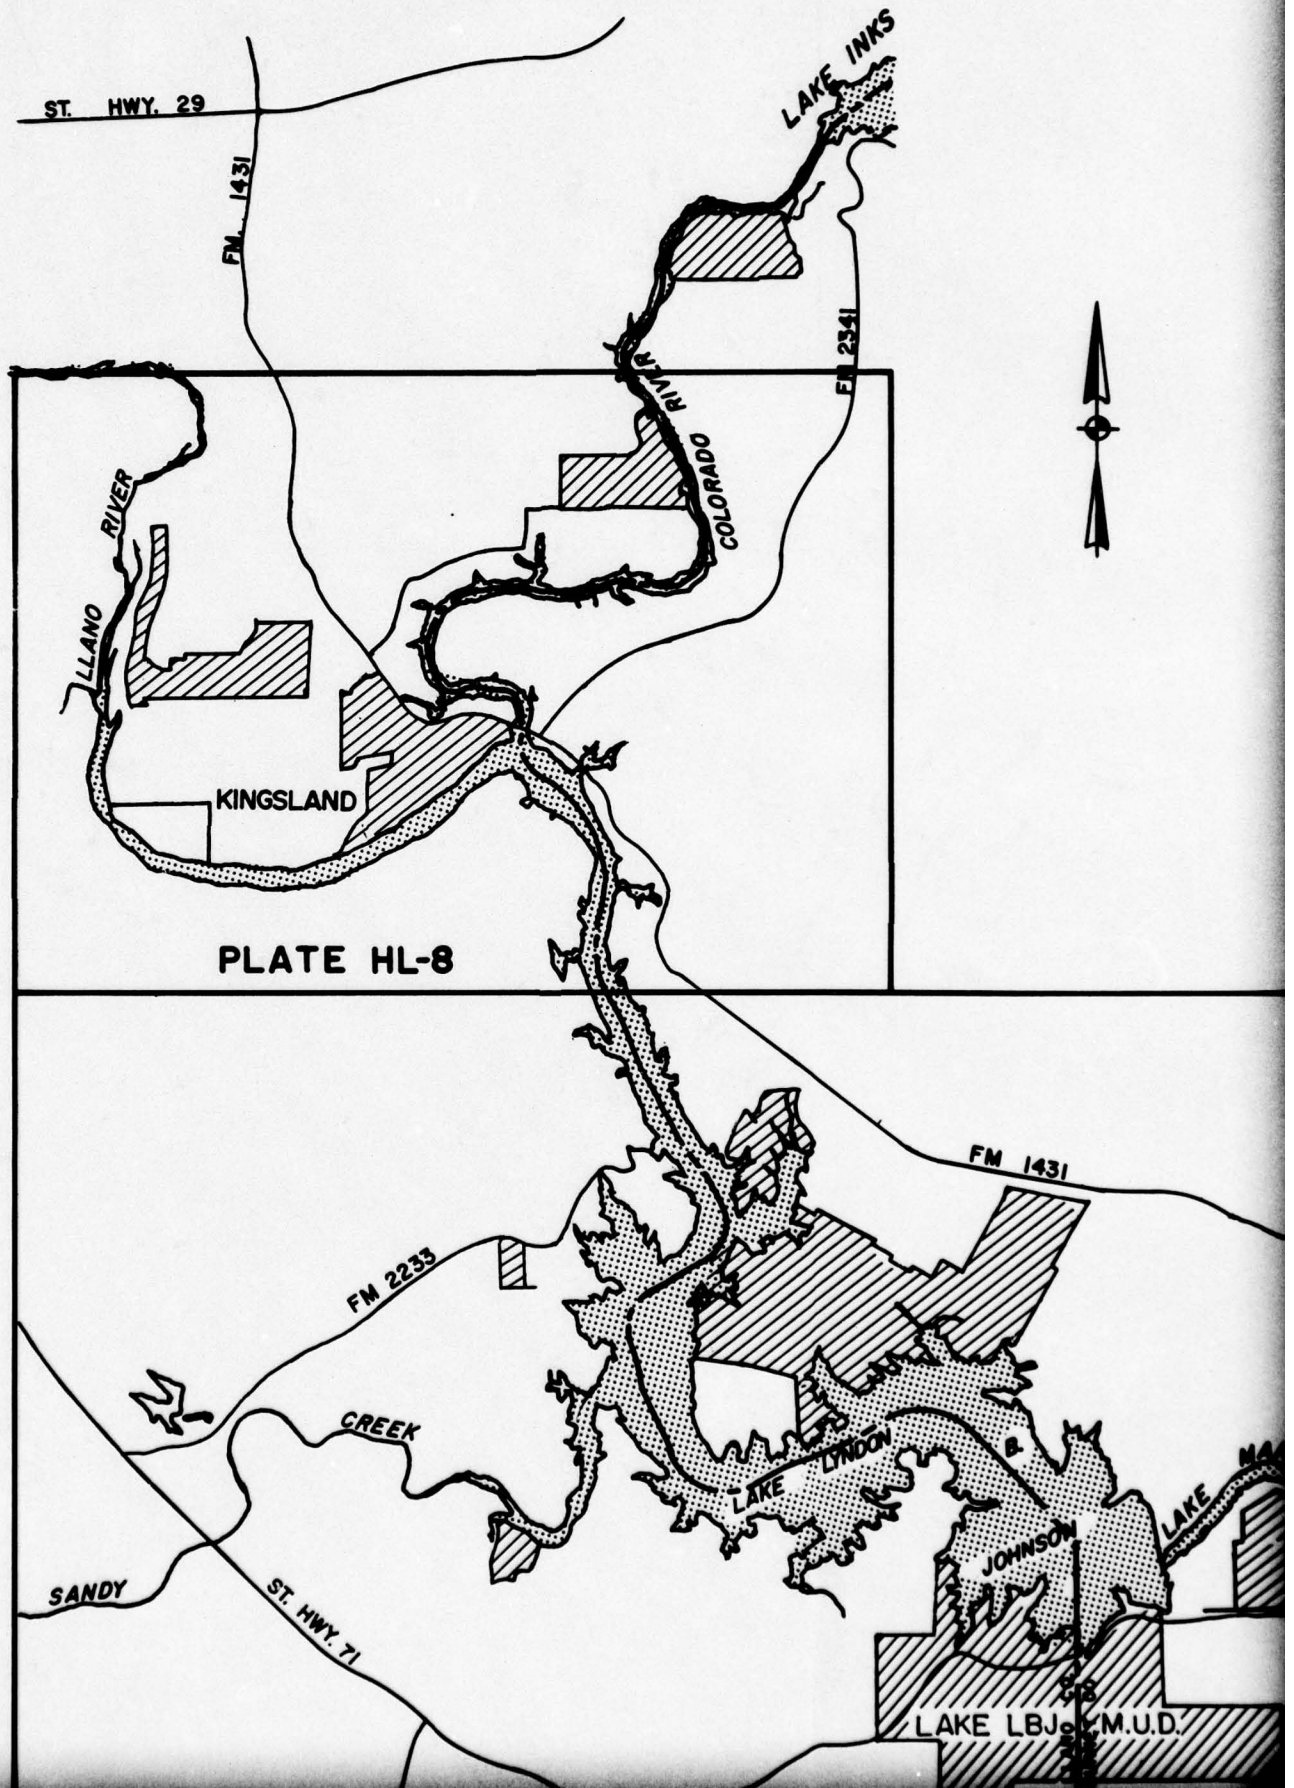 LAKE INKS
ST. HWY. 29
FM. 1431
FM 2341
RIVER
COLORADO
RIVER
LLANO
KINGSLAND
PLATE HL-8
FM 1431
FM 2233
CREEK
LAKE LYNDON B.
JOHNSON
LAKE
SANDY
ST. HWY. 71
LAKE LBJ M.U.D.